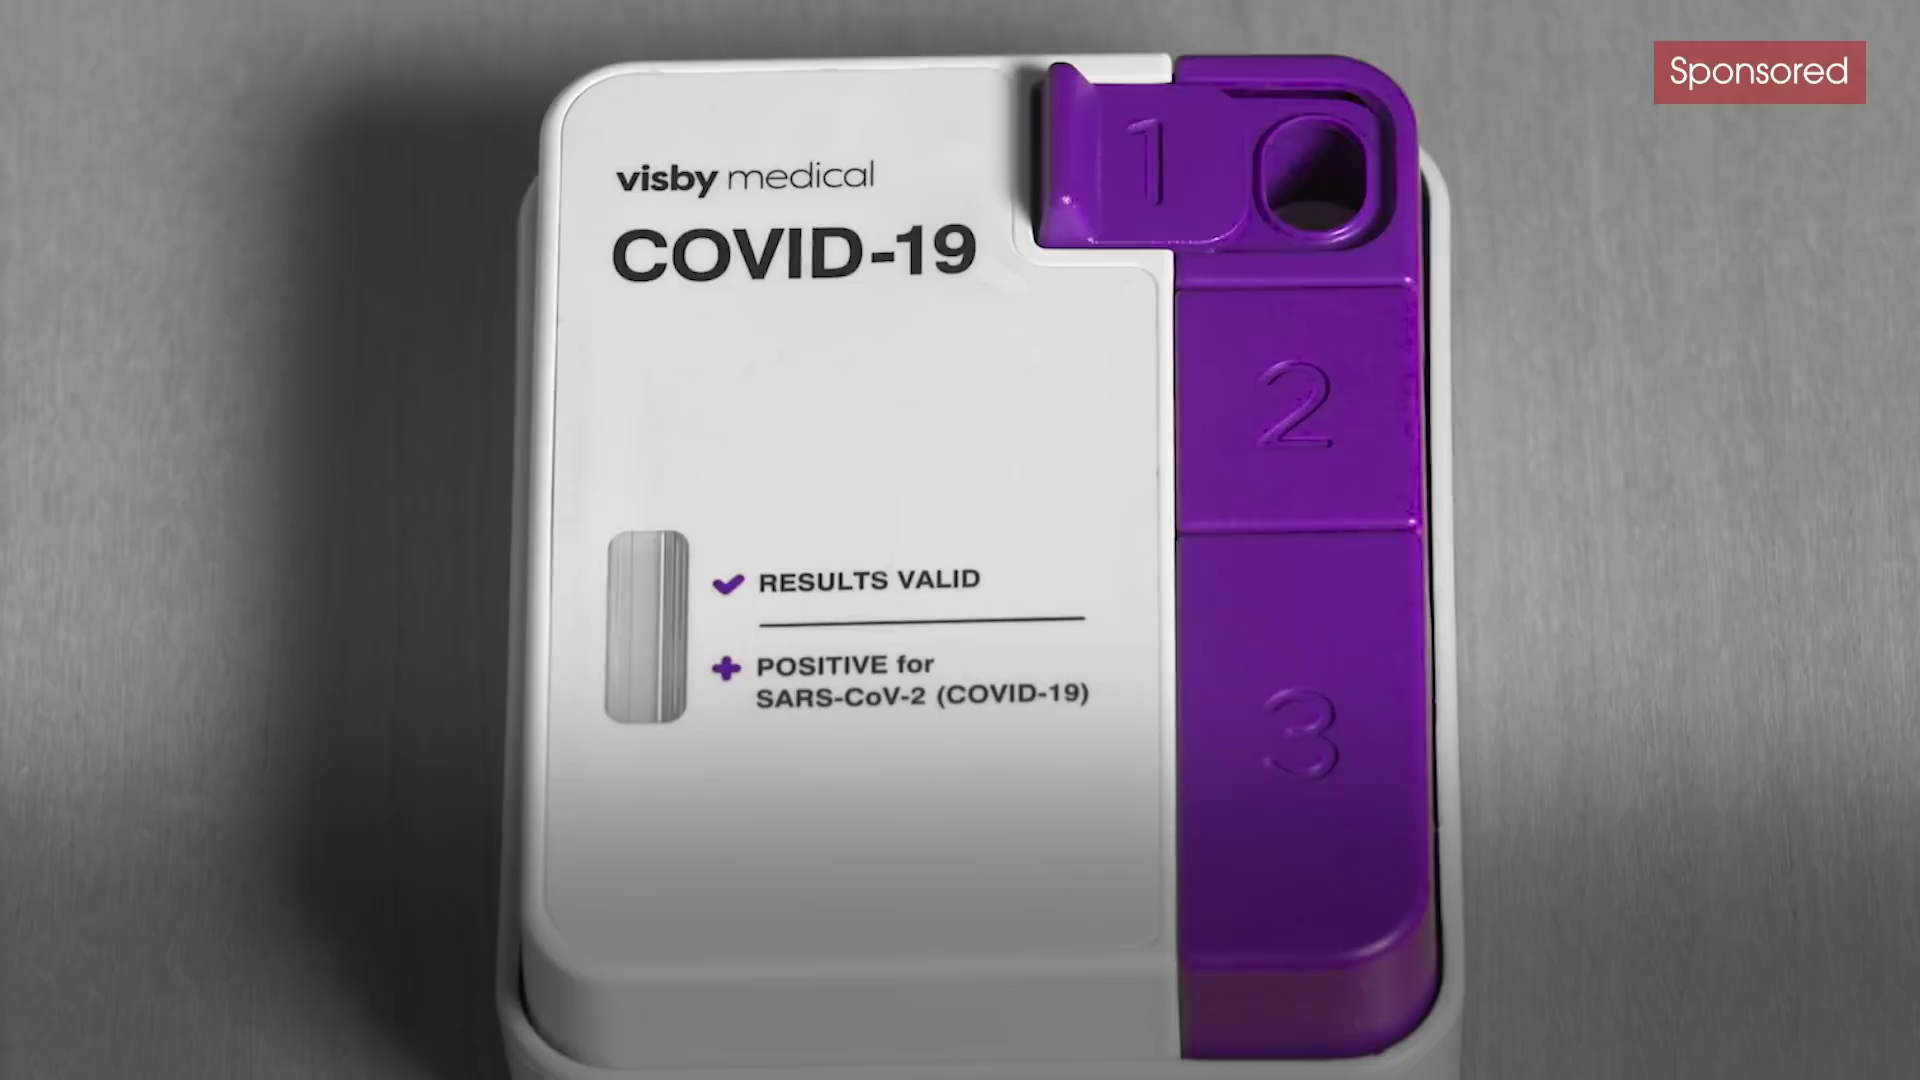 Sponsored
visby medical
COVID-19
1
2
RESULTS VALID
POSITIVE for
SARS-CoV-2 (COVID-19)
3